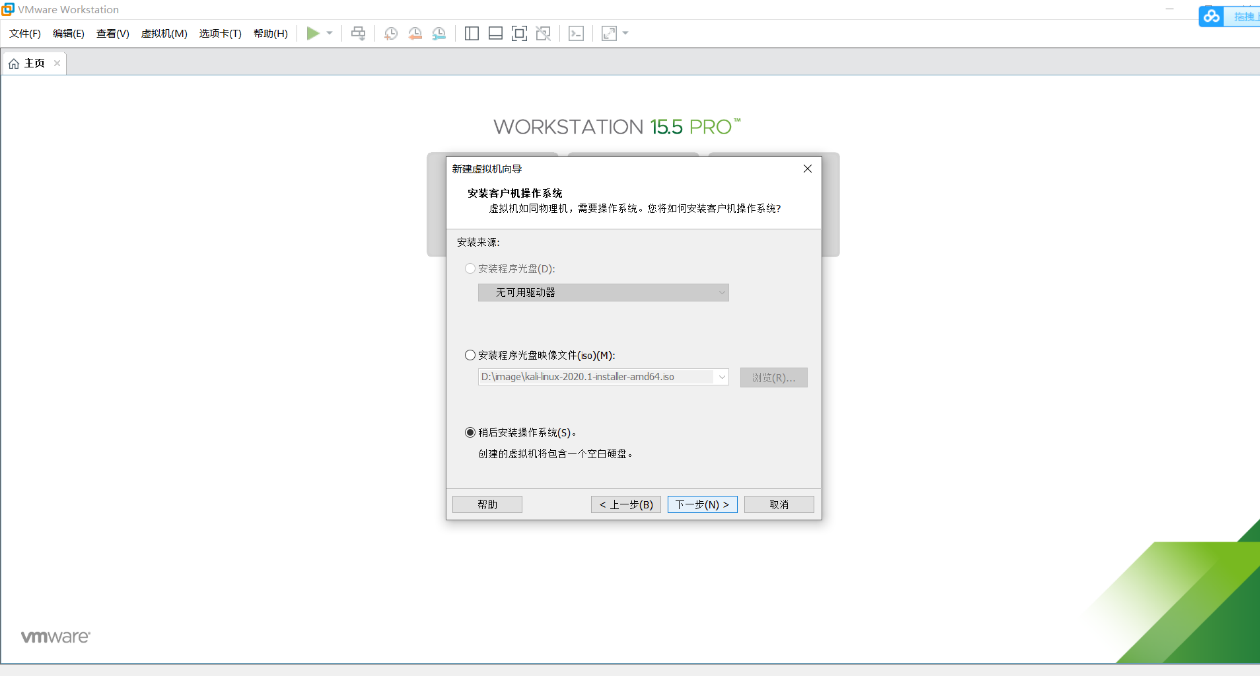 VMware Workstation
拖拽
文件(F) 编辑(E) 查看(V) 虚拟机(M) 选项卡(T) 帮助(H)
主页
WORKSTATION 15.5 PRO™
新建虚拟机向导
安装客户机操作系统
虚拟机如同物理机，需要操作系统。您将如何安装客户机操作系统?
安装来源:
安装程序光盘(D):
无可用驱动器
安装程序光盘映像文件(iso)(M):
D:\image\kali-linux-2020.1-installer-amd64.iso
浏览(R)...
稍后安装操作系统(S)。
创建的虚拟机将包含一个空白硬盘。
帮助 < 上一步(B) 下一步(N) > 取消
vmware